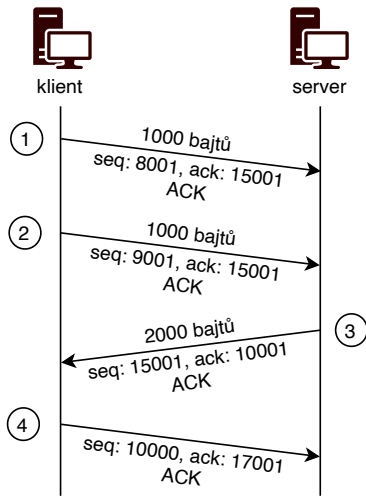 klient
server
1
1000 bajtů
seq: 8001, ack: 15001
ACK
2
1000 bajtů
seq: 9001, ack: 15001
ACK
3
2000 bajtů
seq: 15001, ack: 10001
ACK
4
seq: 10000, ack: 17001
ACK